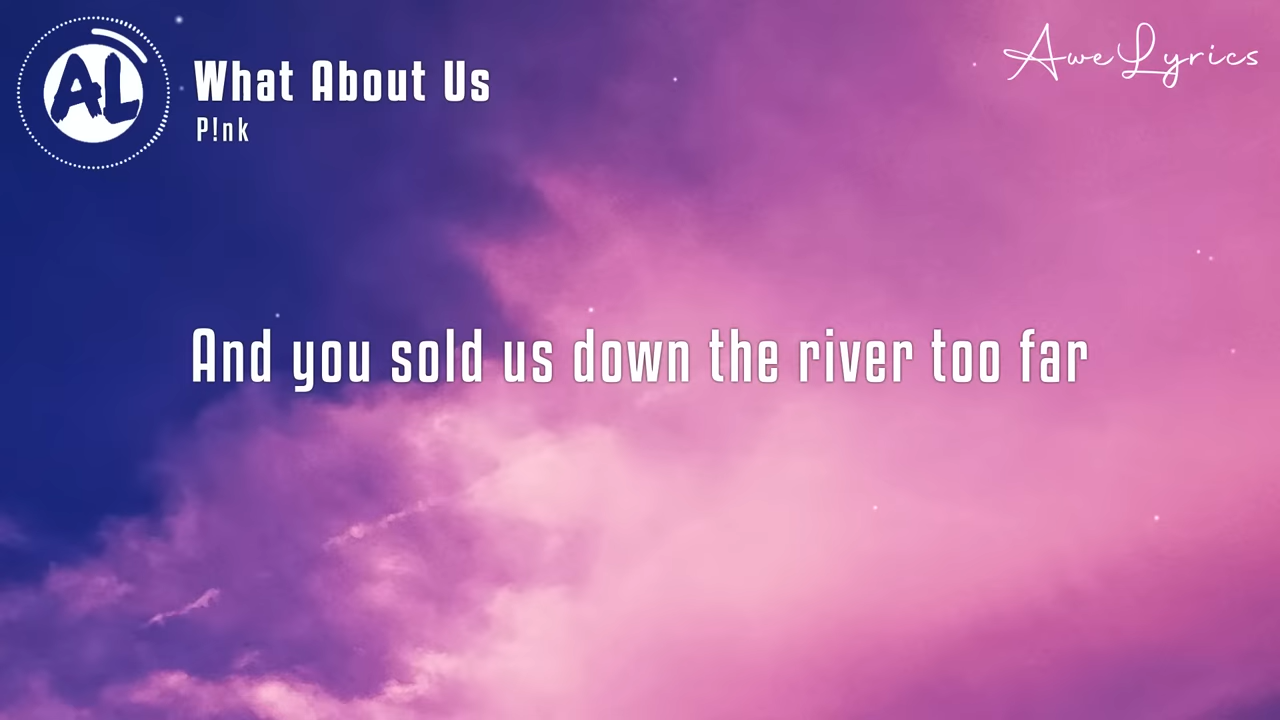 AL
What About Us
P!nk
AweLyrics
And you sold us down the river too far